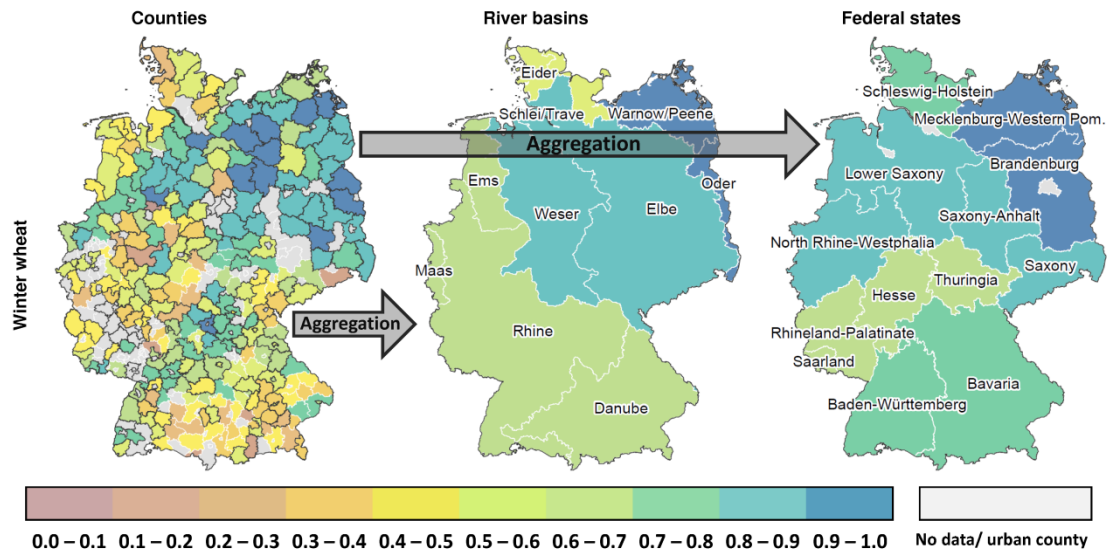 Counties
River basins
Federal states
Winter wheat
Eider
Schlei/Trave
Warnow/Peene
Aggregation
Ems
Oder
Weser
Elbe
Maas
Aggregation
Rhine
Danube
Schleswig-Holstein
Mecklenburg-Western Pom.
Brandenburg
Lower Saxony
Saxony-Anhalt
North Rhine-Westphalia
Saxony
Thuringia
Hesse
Rhineland-Palatinate
Saarland
Bavaria
Baden-Württemberg
0.0 – 0.1 0.1 – 0.2 0.2 – 0.3 0.3 – 0.4 0.4 – 0.5 0.5 – 0.6 0.6 – 0.7 0.7 – 0.8 0.8 – 0.9 0.9 – 1.0
No data/ urban county